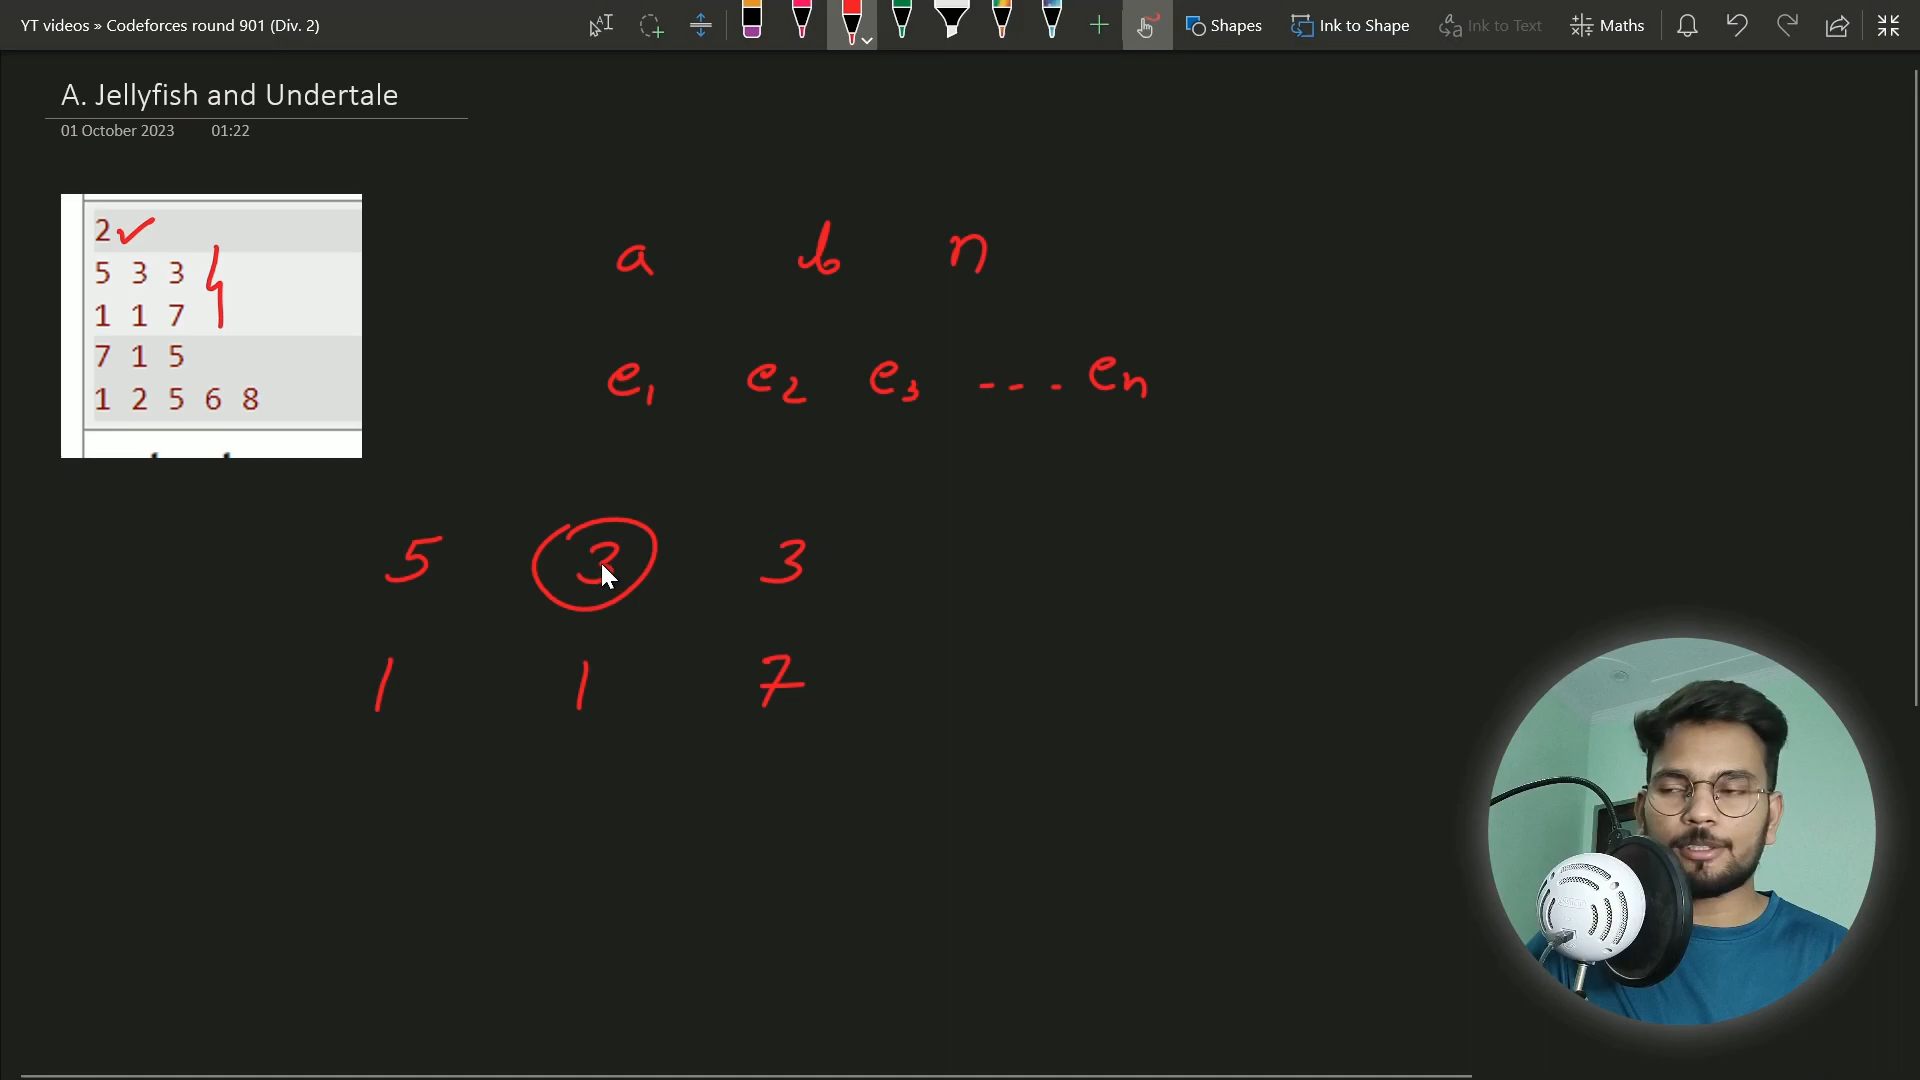 YT videos » Codeforces round 901 (Div. 2)
Shapes Ink to Shape Ink to Text Maths
A. Jellyfish and Undertale
01 October 2023 01:22
2
5 3 3
1 1 7
7 1 5
1 2 5 6 8
a b n
e1 e2 e3 --- en
5 3 3
1 1 7